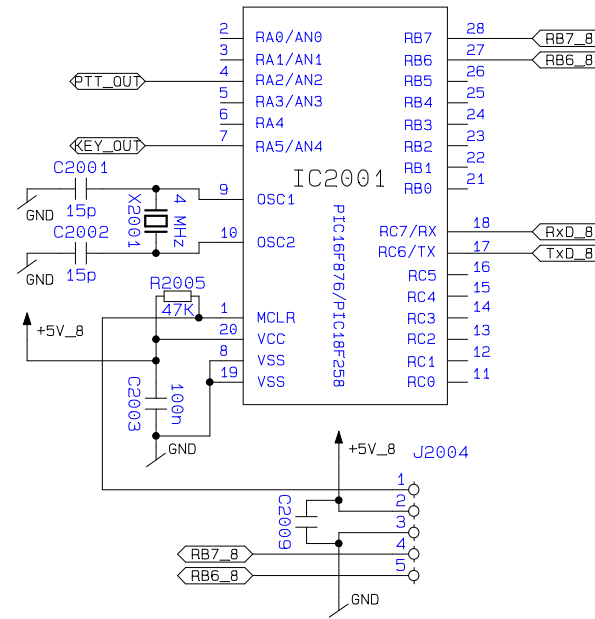 2 RA0/AN0 RB7 28 RB7_8
3 RA1/AN1 RB6 27 RB6_8
PTT_OUT 4 RA2/AN2 RB5 26
5 RA3/AN3 RB4 25
6 RA4 RB3 24
KEY_OUT 7 RA5/AN4 RB2 23
RB1 22
RB0 21
IC2001
PIC16F876/PIC18F258
C2001
15p
GND
X2001
4 MHz
9 OSC1
C2002
15p
GND
10 OSC2
RC7/RX 18 RxD_8
RC6/TX 17 TxD_8
RC5 16
RC4 15
RC3 14
RC2 13
RC1 12
RC0 11
R2005
47K
+5V_8
1 MCLR
20 VCC
8 VSS
19 VSS
C2003
100n
GND
+5V_8
J2004
C2009
1
2
3
RB7_8 4
RB6_8 5
GND